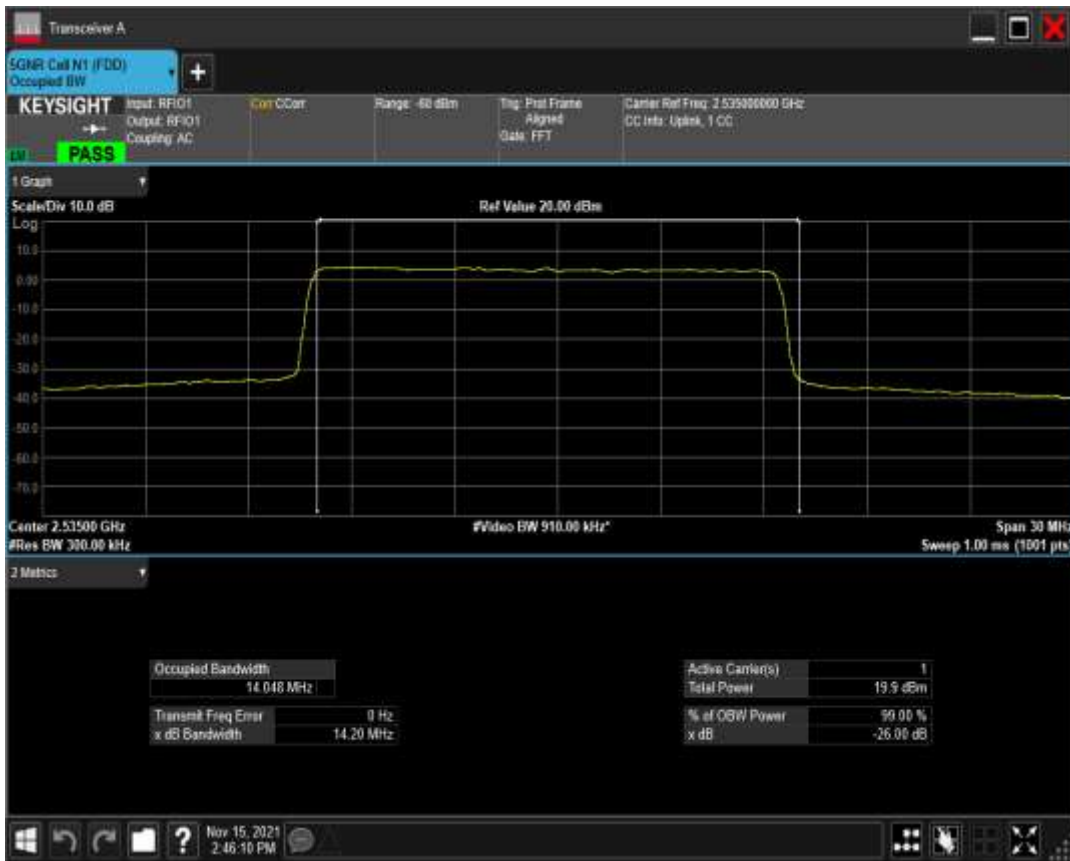 Transceiver A
5GNR Cell N1 (FDD)
Occupied BW
+
KEYSIGHT
PASS
Input: RFIO1
Output: RFIO1
Coupling: AC
Corr CCorr
Range: -60 dBm
Trig: Prot Frame
Aligned
Gate: FFT
Carrier Ref Freq: 2.535000000 GHz
CC Info: Uplink, 1 CC
1 Graph
Scale/Div 10.0 dB
Ref Value 20.00 dBm
Log
10.0
0.00
-10.0
-20.0
-30.0
-40.0
-50.0
-60.0
-70.0
Center 2.53500 GHz
#Video BW 910.00 kHz*
Span 30 MHz
#Res BW 300.00 kHz
Sweep 1.00 ms (1001 pts)
2 Metrics
Occupied Bandwidth
14.048 MHz
Transmit Freq Error 0 Hz
x dB Bandwidth 14.20 MHz
Active Carrier(s) 1
Total Power 19.9 dBm
% of OBW Power 99.00 %
x dB -26.00 dB
?
Nov 15, 2021
2:46:10 PM